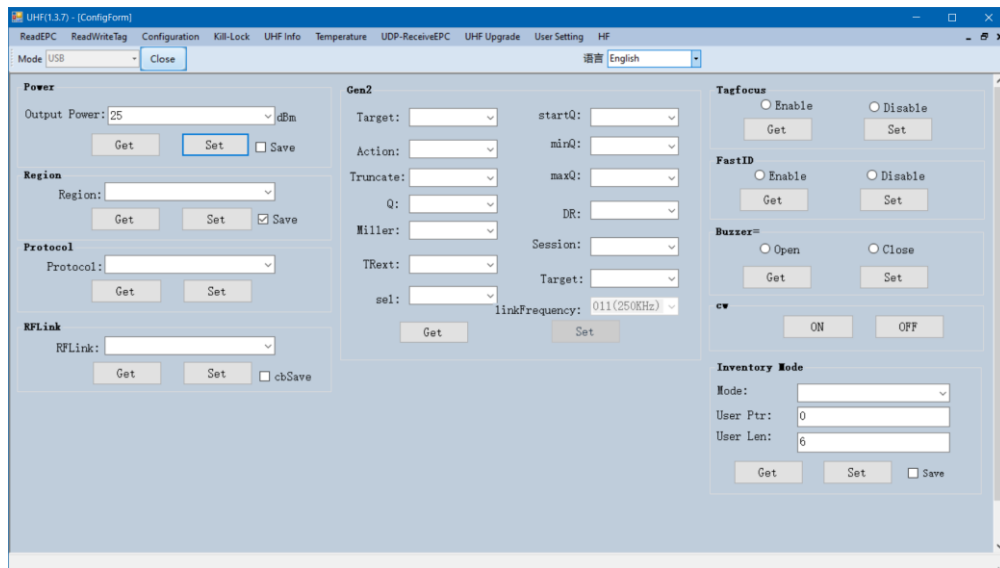 UHF(1.3.7) - [ConfigForm]
ReadEPC ReadWriteTag Configuration Kill-Lock UHF Info Temperature UDP-ReceiveEPC UHF Upgrade User Setting HF
Mode USB Close 语言 English
Power
Output Power: 25 dBm
Get Set Save
Region
Region:
Get Set Save
Protocol
Protocol:
Get Set
RFLink
RFLink:
Get Set cbSave
Gen2
Target: startQ:
Action: minQ:
Truncate: maxQ:
Q: DR:
Miller: Session:
TRext: Target:
sel: linkFrequency: 011(250KHz)
Get Set
Tagfocus
Enable Disable
Get Set
FastID
Enable Disable
Get Set
Buzzer=
Open Close
Get Set
cw
ON OFF
Inventory Mode
Mode:
User Ptr: 0
User Len: 6
Get Set Save